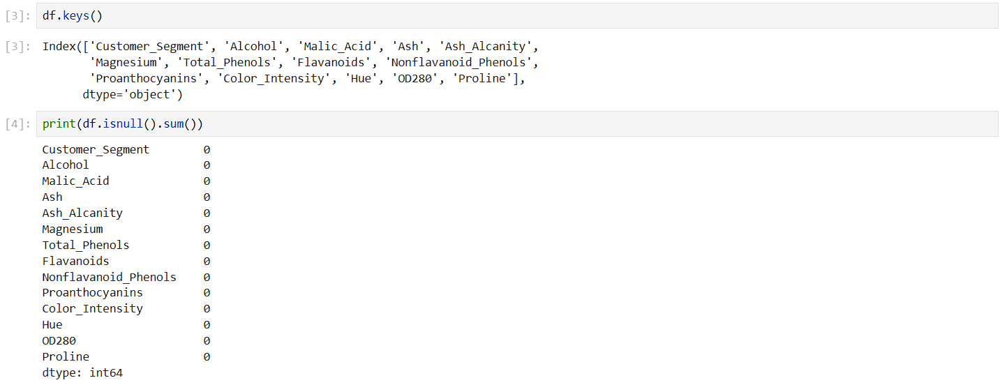 [3]: df.keys()
[3]: Index(['Customer_Segment', 'Alcohol', 'Malic_Acid', 'Ash', 'Ash_Alcanity',
       'Magnesium', 'Total_Phenols', 'Flavanoids', 'Nonflavanoid_Phenols',
       'Proanthocyanins', 'Color_Intensity', 'Hue', 'OD280', 'Proline'],
      dtype='object')
[4]: print(df.isnull().sum())
Customer_Segment        0
Alcohol                 0
Malic_Acid              0
Ash                     0
Ash_Alcanity            0
Magnesium               0
Total_Phenols           0
Flavanoids              0
Nonflavanoid_Phenols    0
Proanthocyanins         0
Color_Intensity         0
Hue                     0
OD280                   0
Proline                 0
dtype: int64